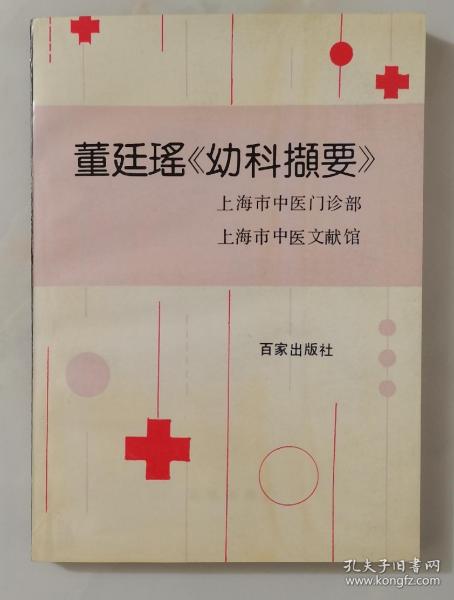 董廷瑶《幼科撷要》
上海市中医门诊部
上海市中医文献馆
百家出版社
孔夫子旧书网
www.kongfz.com